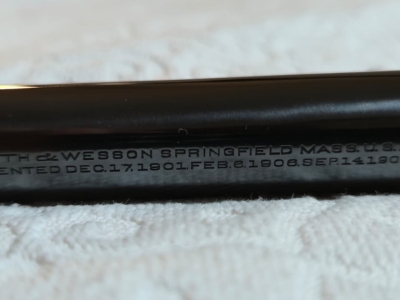 TH & WESSON SPRINGFIELD MASS. U.S.
ENTED DEC.17.1901.FEB.6.1906.SEP.14.190